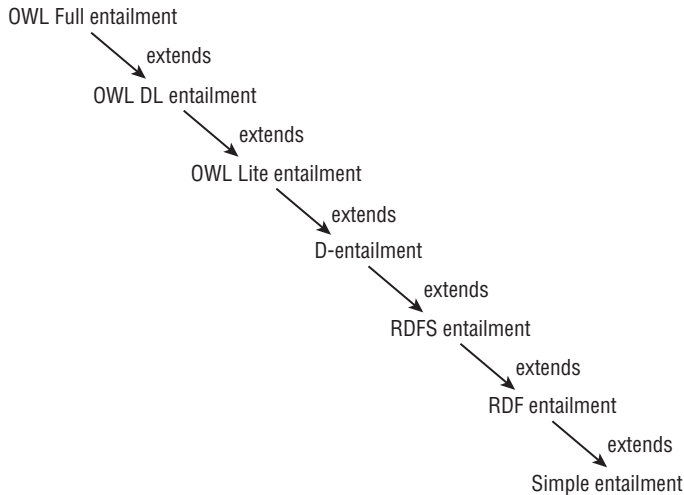 OWL Full entailment
extends
OWL DL entailment
extends
OWL Lite entailment
extends
D-entailment
extends
RDFS entailment
extends
RDF entailment
extends
Simple entailment